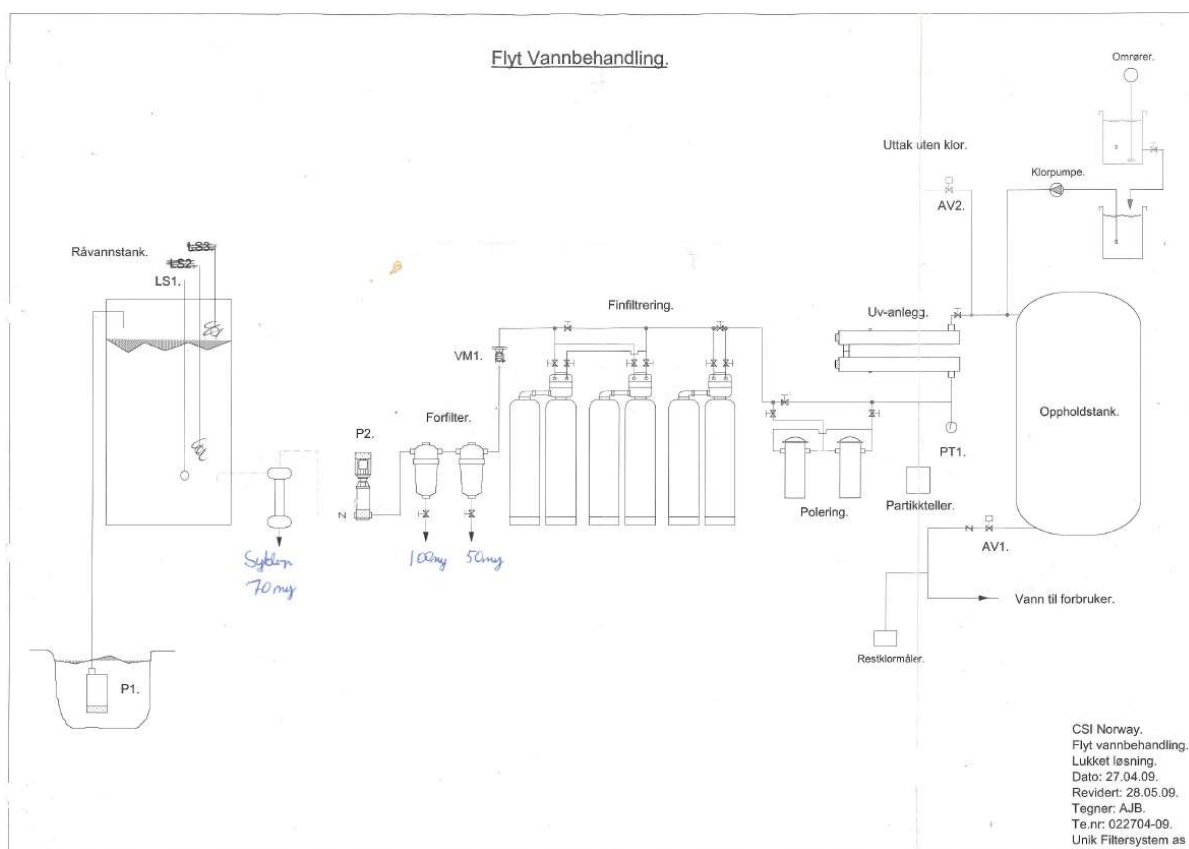 Flyt Vannbehandling.
Omrører.
Uttak uten klor.
Klorpumpe.
AV2.
LS3.
Råvannstank.
LS2.
LS1.
Finfiltrering.
Uv-anlegg.
VM1.
Forfilter.
P2.
Oppholdstank.
PT1.
Polering.
Partikkteller.
AV1.
Syklon
70my
100my
50my
Vann til forbruker.
Restklormåler.
P1.
CSI Norway.
Flyt vannbehandling.
Lukket løsning.
Dato: 27.04.09.
Revidert: 28.05.09.
Tegner: AJB.
Te.nr: 022704-09.
Unik Filtersystem as